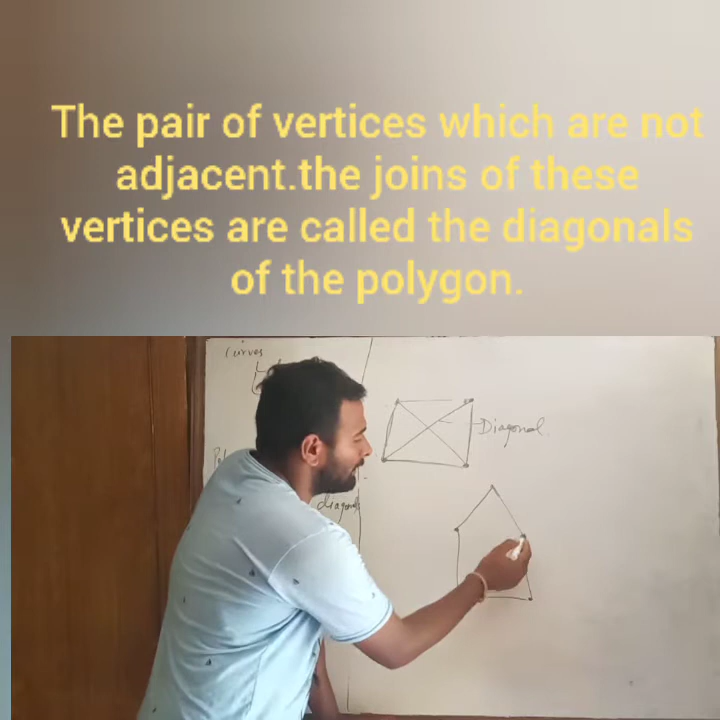 The pair of vertices which are not
adjacent.the joins of these
vertices are called the diagonals
of the polygon.
Curves
Diagonal.
diagonals